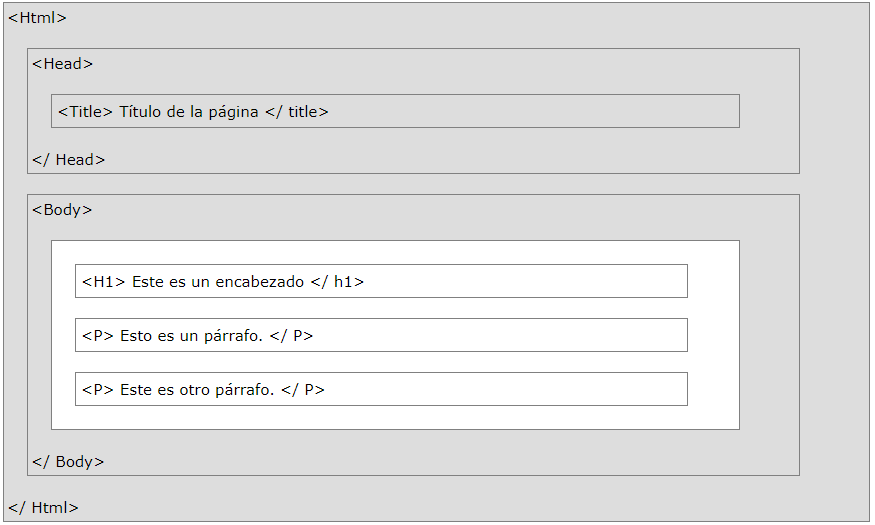 <Html>
<Head>
<Title> Título de la página </ title>
</ Head>
<Body>
<H1> Este es un encabezado </ h1>
<P> Esto es un párrafo. </ P>
<P> Este es otro párrafo. </ P>
</ Body>
</ Html>